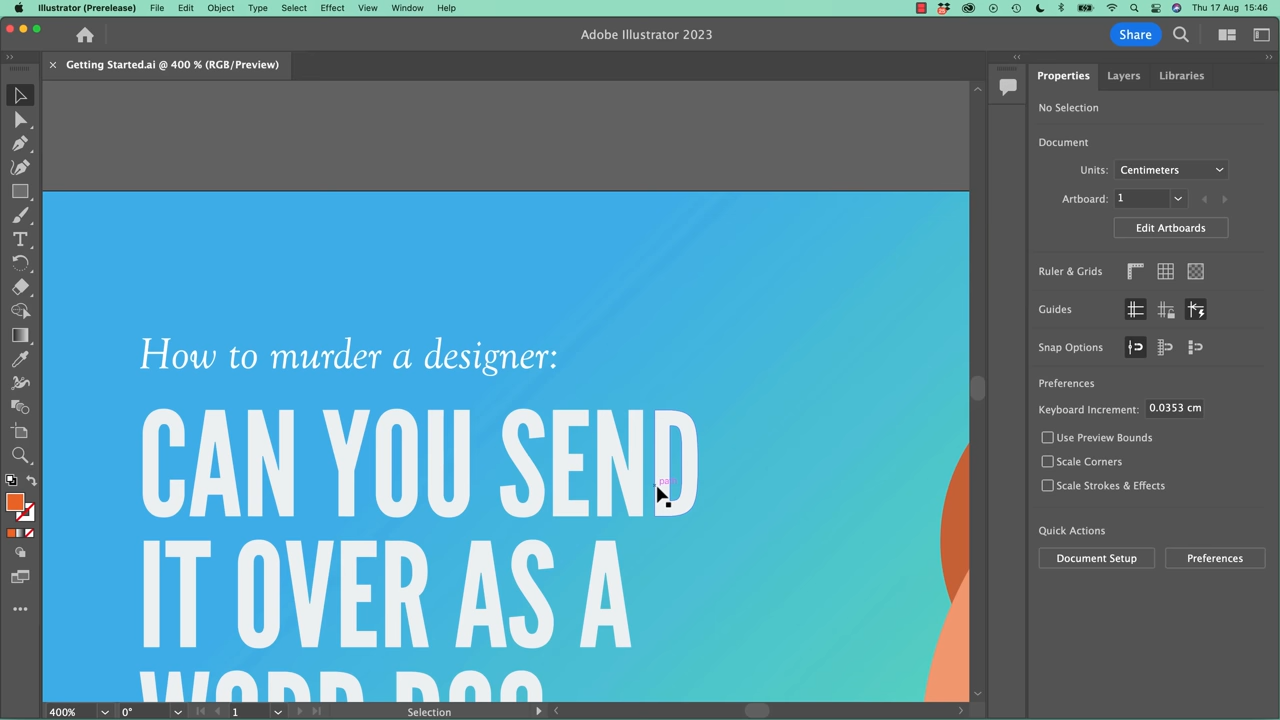 Illustrator (Prerelease) File Edit Object Type Select Effect View Window Help Thu 17 Aug 15:46
Adobe Illustrator 2023
Share
Getting Started.ai @ 400 % (RGB/Preview)
Properties Layers Libraries
No Selection
Document
Units: Centimeters
Artboard: 1
Edit Artboards
Ruler & Grids
Guides
Snap Options
Preferences
Keyboard Increment: 0.0353 cm
Use Preview Bounds
Scale Corners
Scale Strokes & Effects
Quick Actions
Document Setup Preferences
How to murder a designer:
CAN YOU SEND
IT OVER AS A
WORD DOC
400% 0° 1 Selection